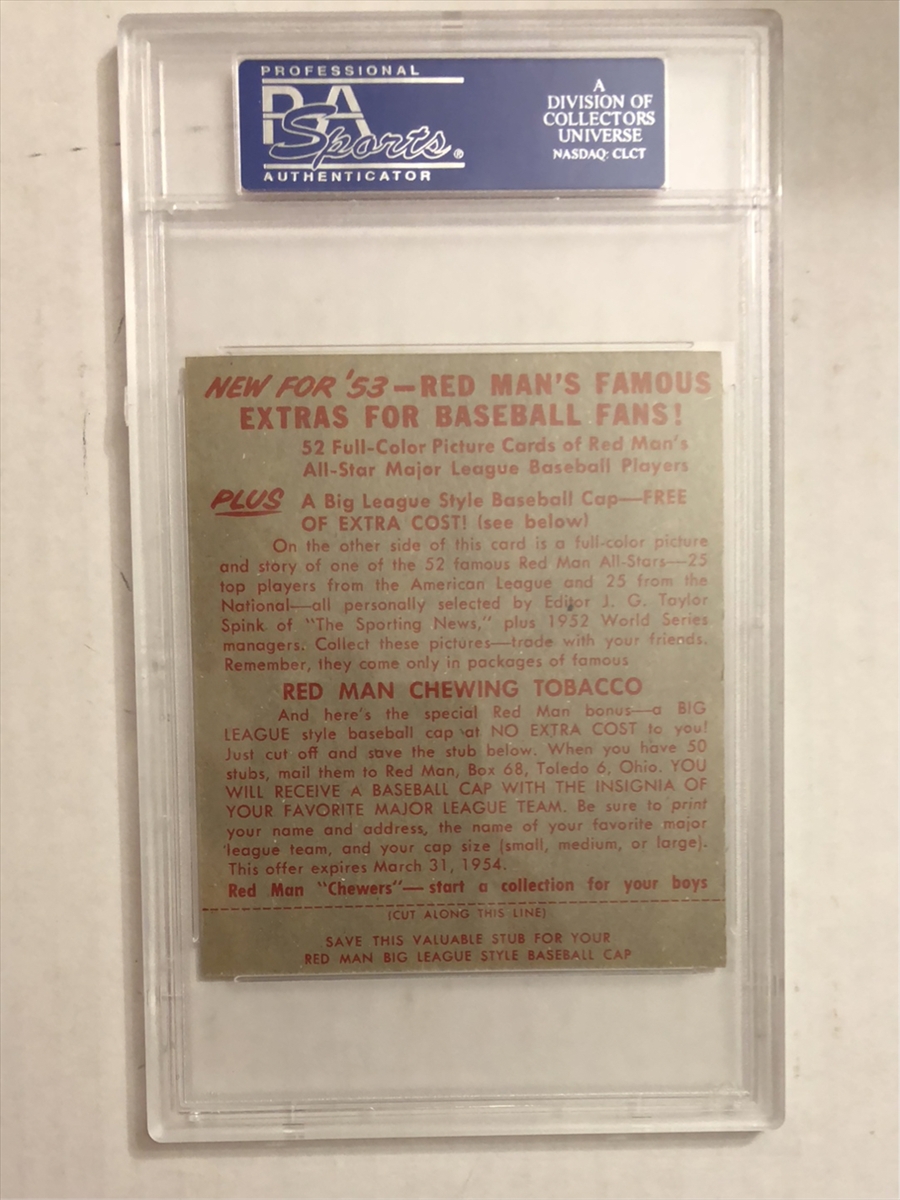 PROFESSIONAL
PSA
Sports®
AUTHENTICATOR
A
DIVISION OF
COLLECTORS
UNIVERSE
NASDAQ: CLCT
NEW FOR '53—RED MAN'S FAMOUS
EXTRAS FOR BASEBALL FANS!
52 Full-Color Picture Cards of Red Man's
All-Star Major League Baseball Players
PLUS A Big League Style Baseball Cap—FREE
OF EXTRA COST! (see below)
On the other side of this card is a full-color picture
and story of one of the 52 famous Red Man All-Stars—25
top players from the American League and 25 from the
National—all personally selected by Editor J. G. Taylor
Spink of "The Sporting News," plus 1952 World Series
managers. Collect these pictures—trade with your friends.
Remember, they come only in packages of famous
RED MAN CHEWING TOBACCO
And here's the special Red Man bonus—a BIG
LEAGUE style baseball cap at NO EXTRA COST to you!
Just cut off and save the stub below. When you have 50
stubs, mail them to Red Man, Box 68, Toledo 6, Ohio. YOU
WILL RECEIVE A BASEBALL CAP WITH THE INSIGNIA OF
YOUR FAVORITE MAJOR LEAGUE TEAM. Be sure to print
your name and address, the name of your favorite major
league team, and your cap size (small, medium, or large).
This offer expires March 31, 1954.
Red Man "Chewers"—start a collection for your boys
(CUT ALONG THIS LINE)
SAVE THIS VALUABLE STUB FOR YOUR
RED MAN BIG LEAGUE STYLE BASEBALL CAP